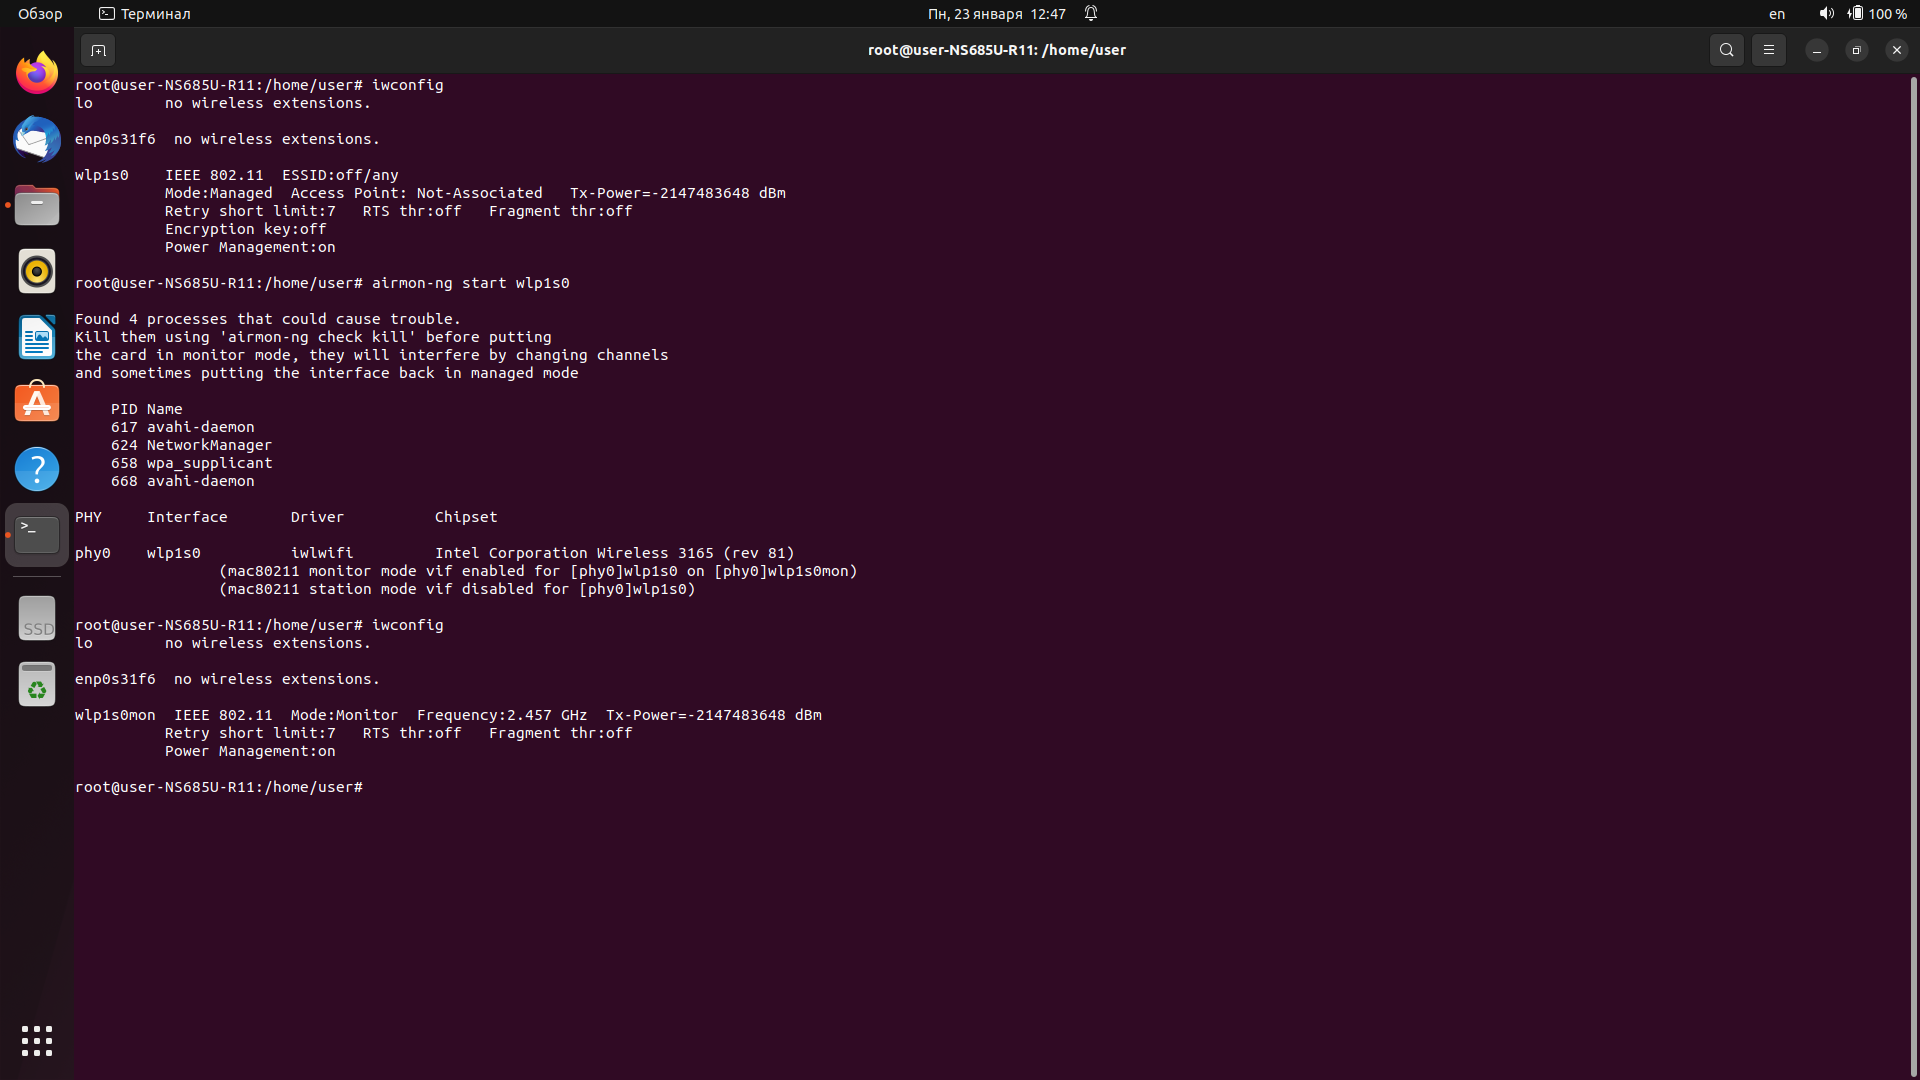 Обзор
Терминал
Пн, 23 января 12:47
en
100 %
root@user-NS685U-R11: /home/user
root@user-NS685U-R11:/home/user# iwconfig
lo        no wireless extensions.
enp0s31f6  no wireless extensions.
wlp1s0    IEEE 802.11  ESSID:off/any
          Mode:Managed  Access Point: Not-Associated   Tx-Power=-2147483648 dBm
          Retry short limit:7   RTS thr:off   Fragment thr:off
          Encryption key:off
          Power Management:on
root@user-NS685U-R11:/home/user# airmon-ng start wlp1s0
Found 4 processes that could cause trouble.
Kill them using 'airmon-ng check kill' before putting
the card in monitor mode, they will interfere by changing channels
and sometimes putting the interface back in managed mode
    PID Name
    617 avahi-daemon
    624 NetworkManager
    658 wpa_supplicant
    668 avahi-daemon
PHY     Interface       Driver          Chipset
phy0    wlp1s0          iwlwifi         Intel Corporation Wireless 3165 (rev 81)
                (mac80211 monitor mode vif enabled for [phy0]wlp1s0 on [phy0]wlp1s0mon)
                (mac80211 station mode vif disabled for [phy0]wlp1s0)
root@user-NS685U-R11:/home/user# iwconfig
lo        no wireless extensions.
enp0s31f6  no wireless extensions.
wlp1s0mon  IEEE 802.11  Mode:Monitor  Frequency:2.457 GHz  Tx-Power=-2147483648 dBm
          Retry short limit:7   RTS thr:off   Fragment thr:off
          Power Management:on
root@user-NS685U-R11:/home/user#
SSD